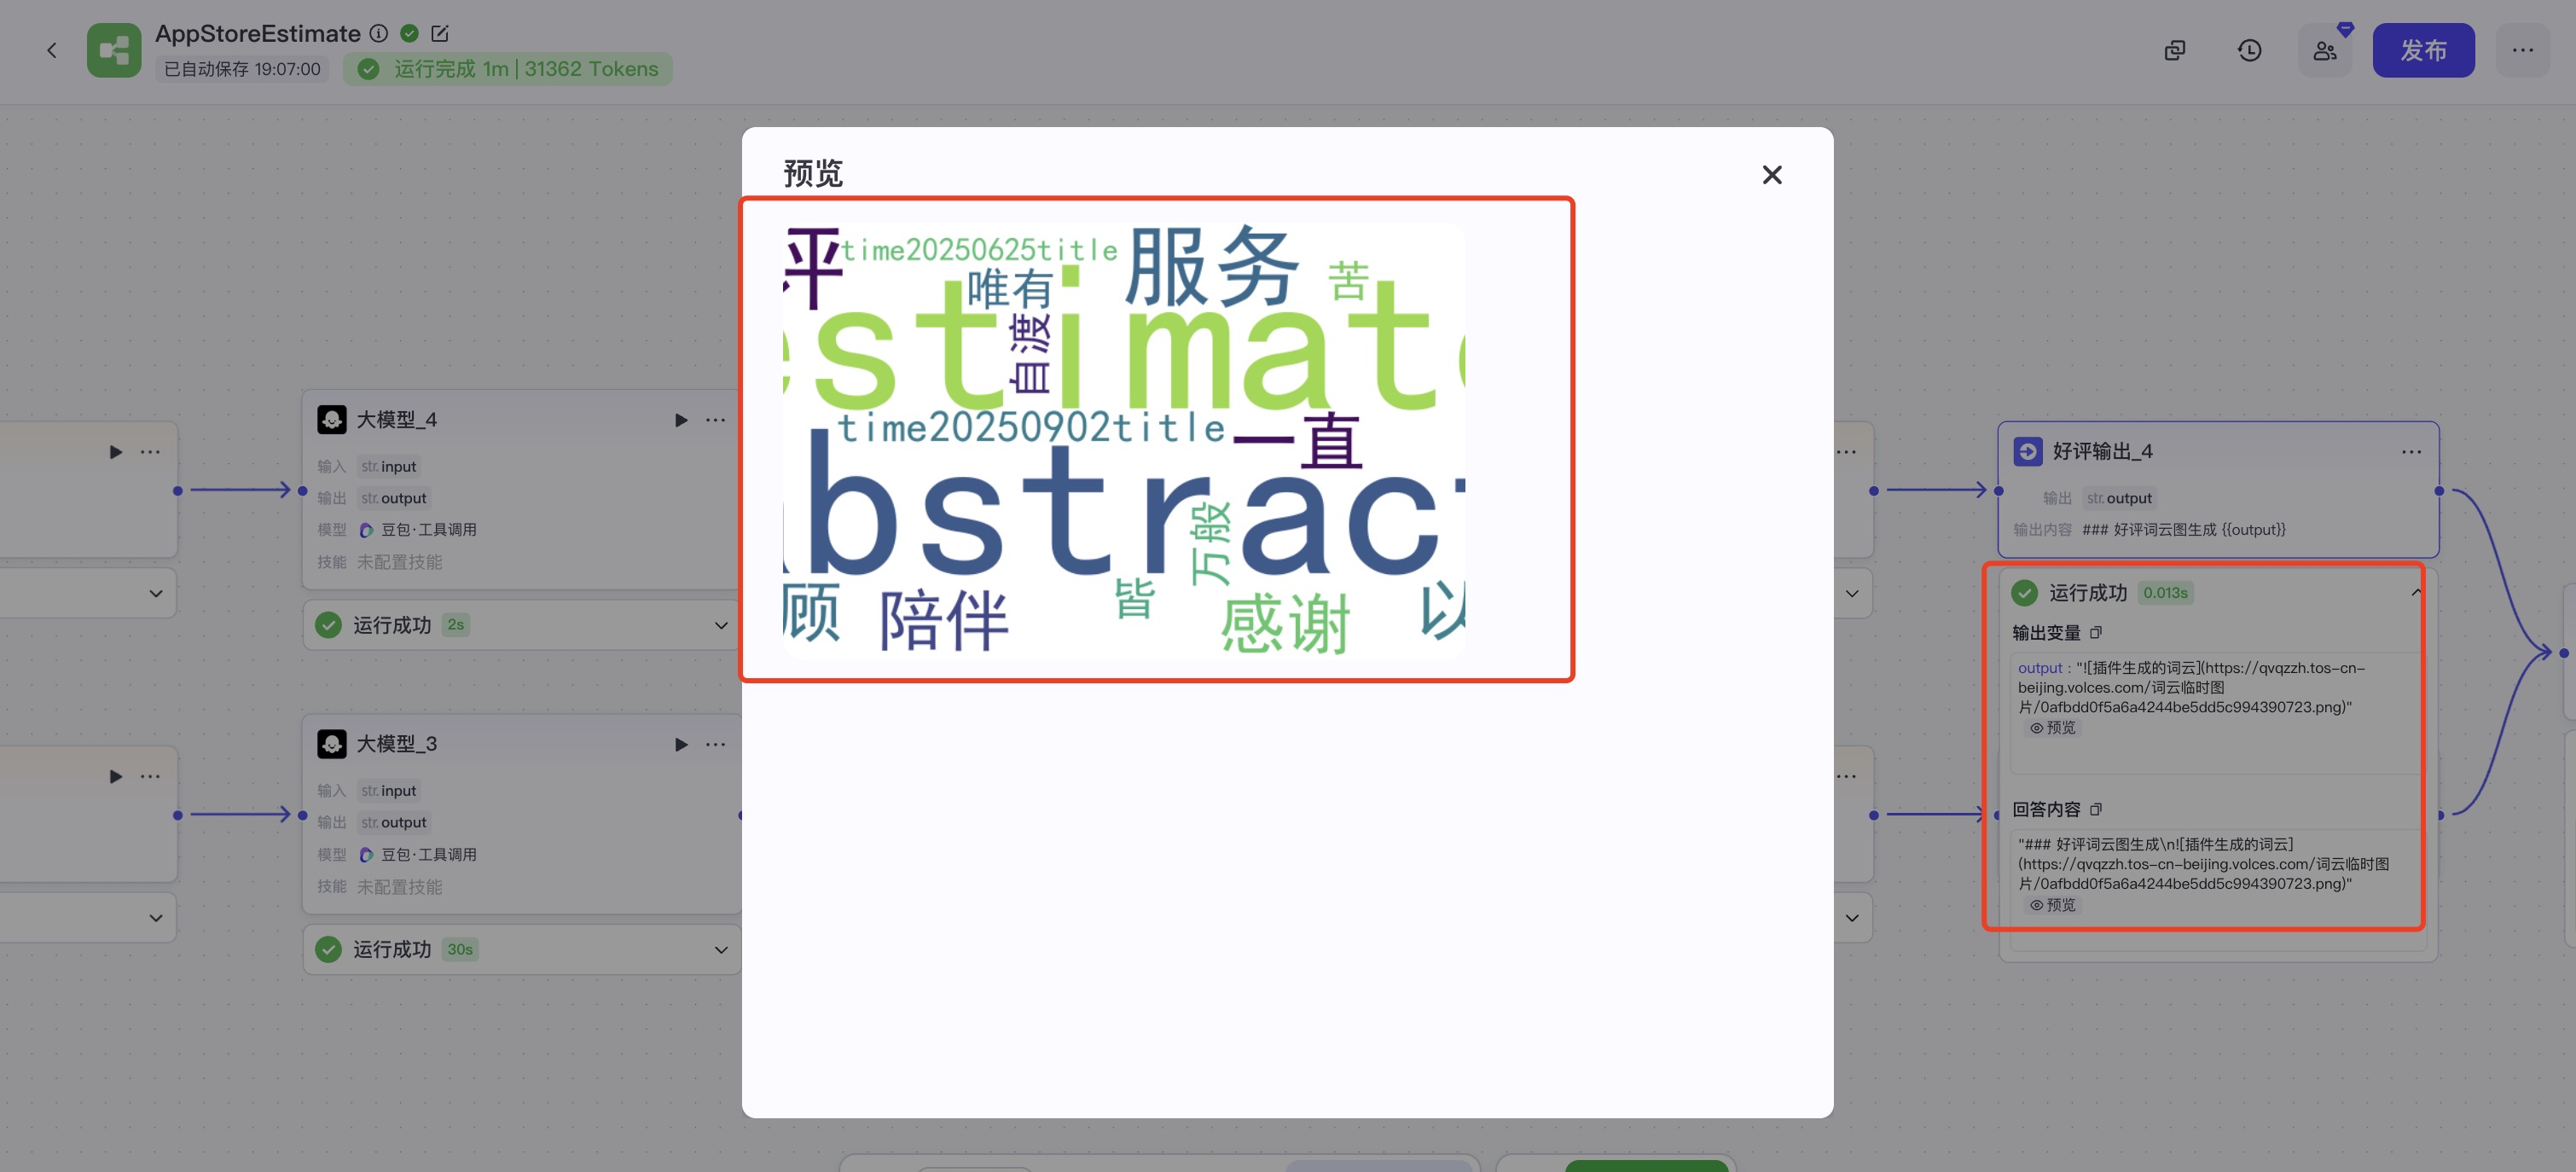 AppStoreEstimate
已自动保存 19:07:00
运行完成 1m | 31362 Tokens
发布
预览
评
time20250625title
服务
唯有
苦
estimate
自渡
time20250902title
一直
abstract
万般
顾
陪伴
皆
感谢
以
大模型_4
输入 str. input
输出 str. output
模型 豆包·工具调用
技能 未配置技能
运行成功 2s
大模型_3
输入 str. input
输出 str. output
模型 豆包·工具调用
技能 未配置技能
运行成功 30s
好评输出_4
输出 str. output
输出内容 ### 好评词云图生成 {{output}}
运行成功 0.013s
输出变量
output : "![插件生成的词云](https://qvqzzh.tos-cn-
beijing.volces.com/词云临时图
片/0afbdd0f5a6a4244be5dd5c994390723.png)"
预览
回答内容
"### 好评词云图生成\n![插件生成的词云]
(https://qvqzzh.tos-cn-beijing.volces.com/词云临时图
片/0afbdd0f5a6a4244be5dd5c994390723.png)"
预览